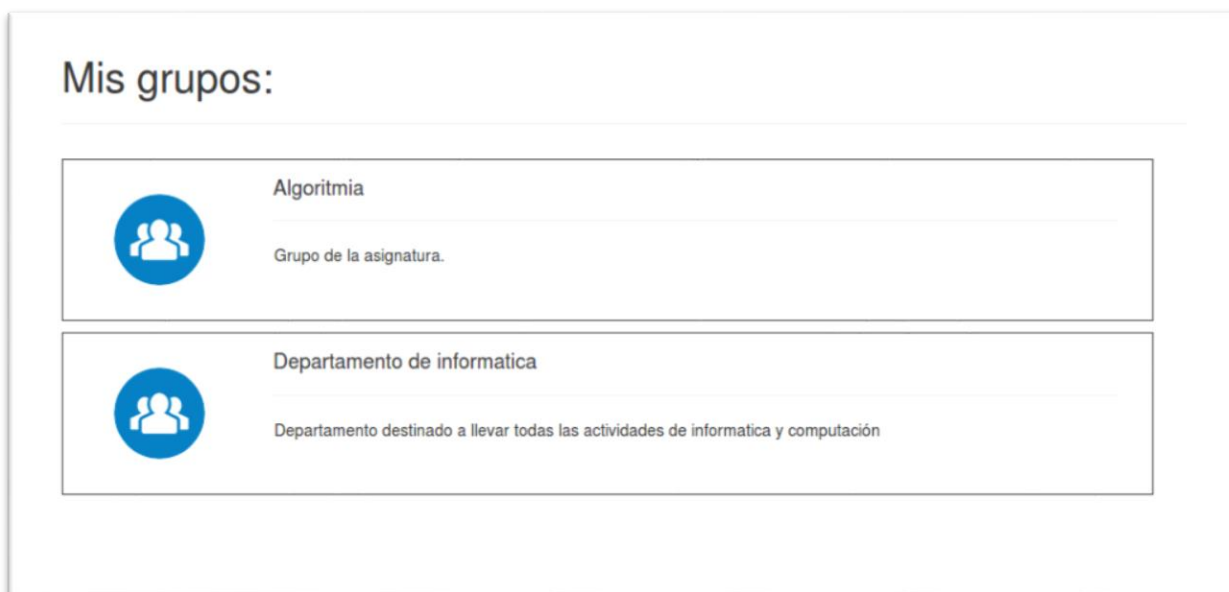 Mis grupos:
Algoritmia
Grupo de la asignatura.
Departamento de informatica
Departamento destinado a llevar todas las actividades de informatica y computación